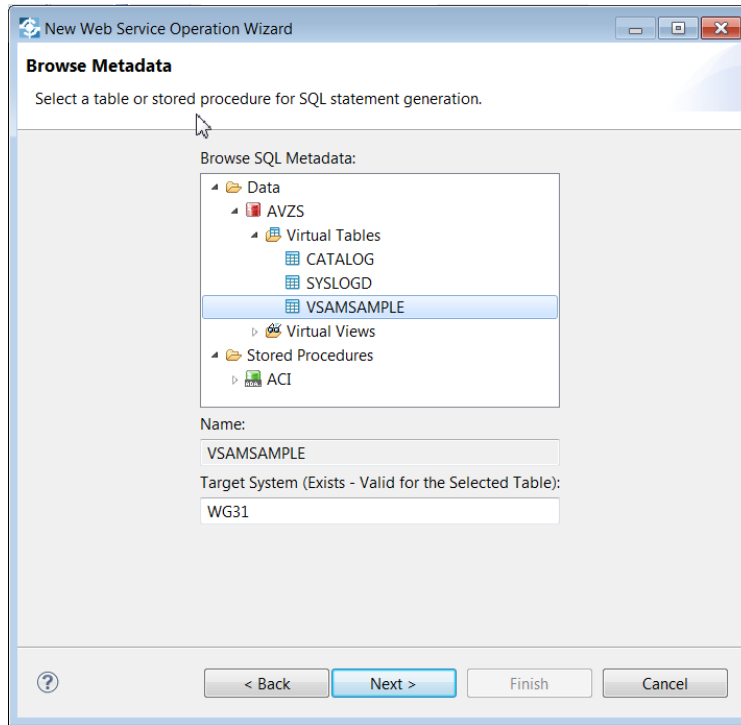 New Web Service Operation Wizard
Browse Metadata
Select a table or stored procedure for SQL statement generation.
Browse SQL Metadata:
Data
AVZS
Virtual Tables
CATALOG
SYSLOGD
VSAMSAMPLE
Virtual Views
Stored Procedures
ACI
Name:
VSAMSAMPLE
Target System (Exists - Valid for the Selected Table):
WG31
? < Back Next > Finish Cancel